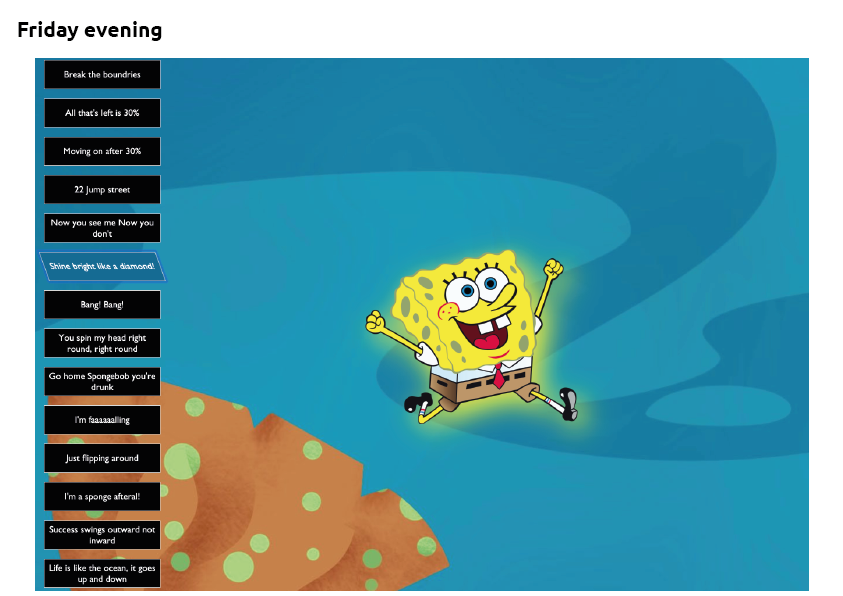 Friday evening
Break the boundries
All that's left is 30%
Moving on after 30%
22 Jump street
Now you see me Now you
don't
Shine bright like a diamond!
Bang! Bang!
You spin my head right
round, right round
Go home Spongebob you're
drunk
I'm faaaaaalling
Just flipping around
I'm a sponge afteral!
Success swings outward not
inward
Life is like the ocean, it goes
up and down